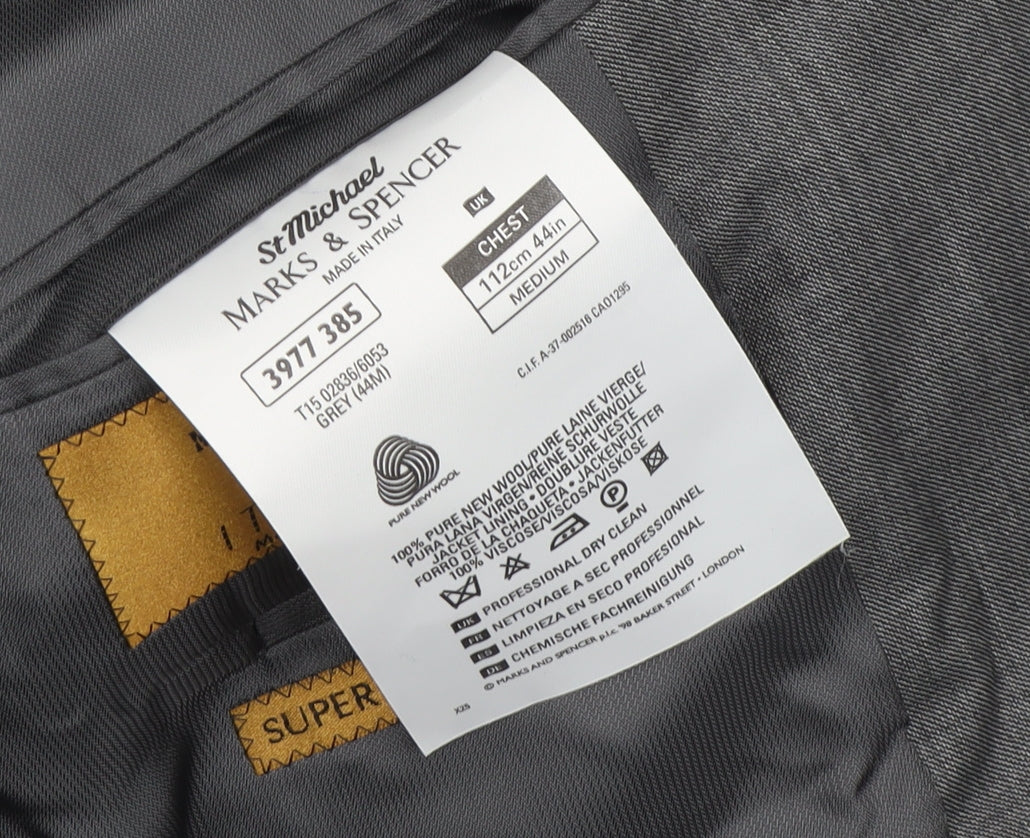 St Michael
MARKS & SPENCER
MADE IN ITALY
UK
CHEST
112cm 44in
MEDIUM
3977 385
T15 02836/6053
GREY (44M)
C.I.F. A-37-002516 CA01295
PURE NEW WOOL
100% PURE NEW WOOL/PURE LAINE VIERGE/
PURA LANA VIRGEN/REINE SCHURWOLLE
JACKET LINING · DOUBLURE VESTE
FORRO DE LA CHAQUETA · JACKENFUTTER
100% VISCOSE/VISCOSA/VISKOSE
P
UK PROFESSIONAL DRY CLEAN
FR NETTOYAGE A SEC PROFESSIONNEL
ES LIMPIEZA EN SECO PROFESIONAL
DE CHEMISCHE FACHREINIGUNG
© MARKS AND SPENCER p.l.c. '98 BAKER STREET · LONDON
X25
SUPER